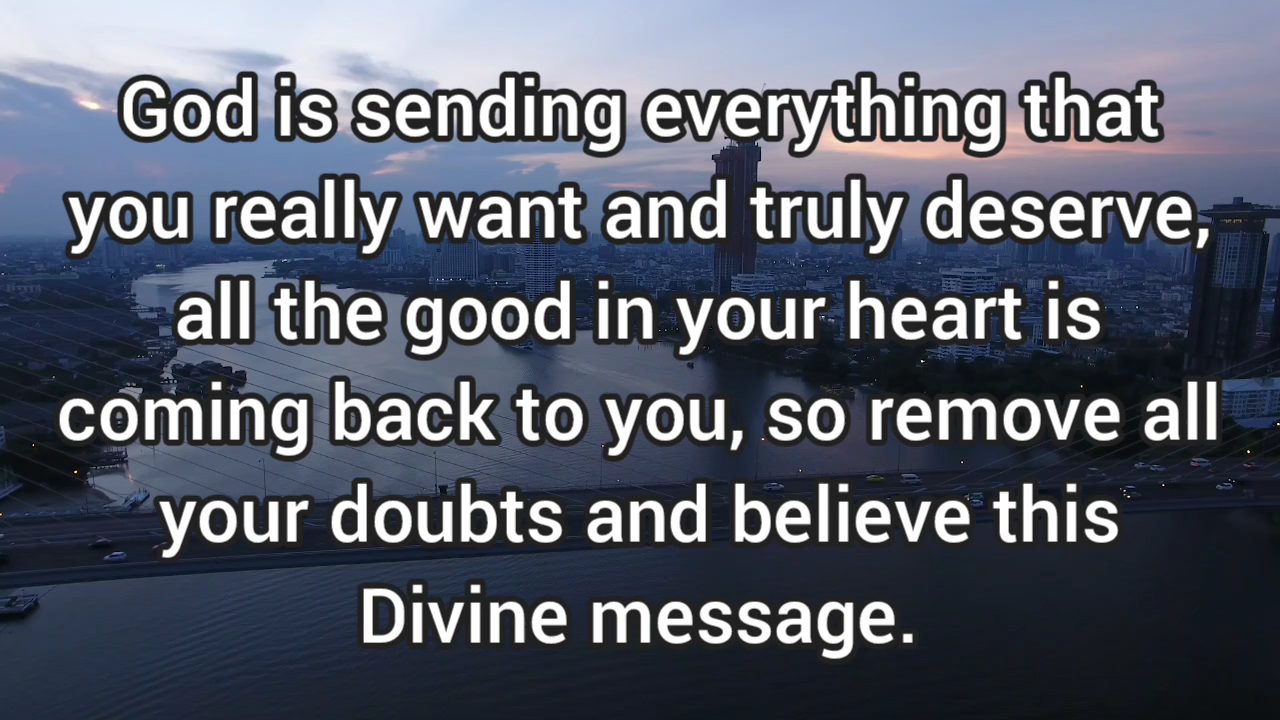 God is sending everything that
you really want and truly deserve,
all the good in your heart is
coming back to you, so remove all
your doubts and believe this
Divine message.